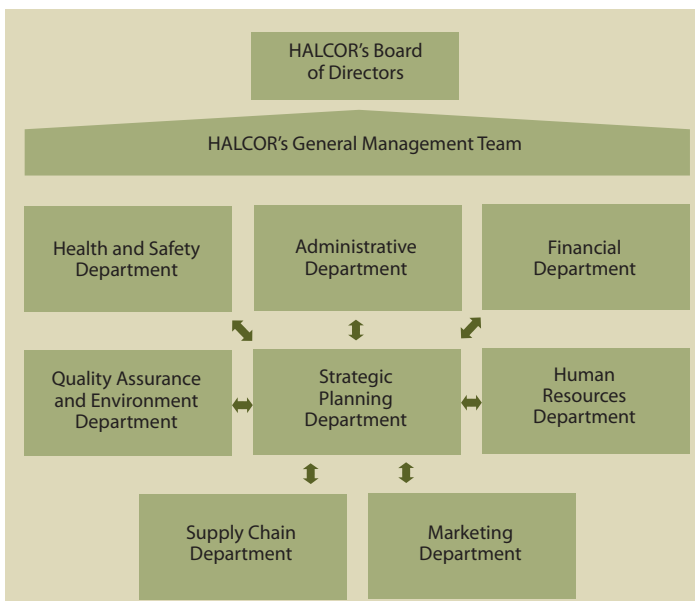 HALCOR’s Board
of Directors
HALCOR’s General Management Team
Health and Safety
Department
Administrative
Department
Financial
Department
Quality Assurance
and Environment
Department
Strategic
Planning
Department
Human
Resources
Department
Supply Chain
Department
Marketing
Department